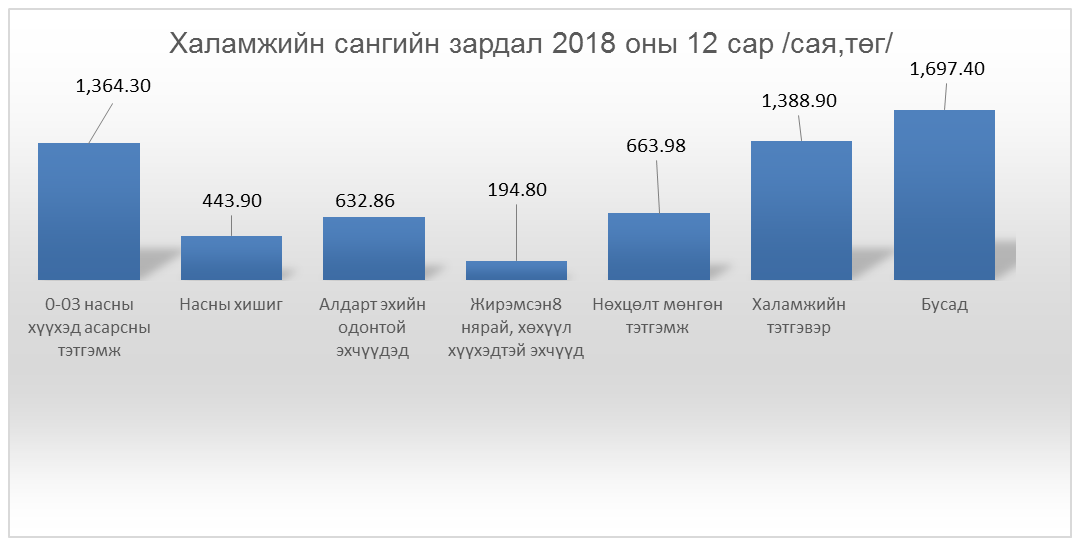 Халамжийн сангийн зардал 2018 оны 12 сар /сая,төг/
1,364.30
443.90
632.86
194.80
663.98
1,388.90
1,697.40
0-03 насны
хүүхэд асарсны
тэтгэмж
Насны хишиг
Алдарт эхийн
одонтой
эхчүүдэд
Жирэмсэн8
нярай, хөхүүл
хүүхэдтэй эхчүүд
Нөхцөлт мөнгөн
тэтгэмж
Халамжийн
тэтгэвэр
Бусад